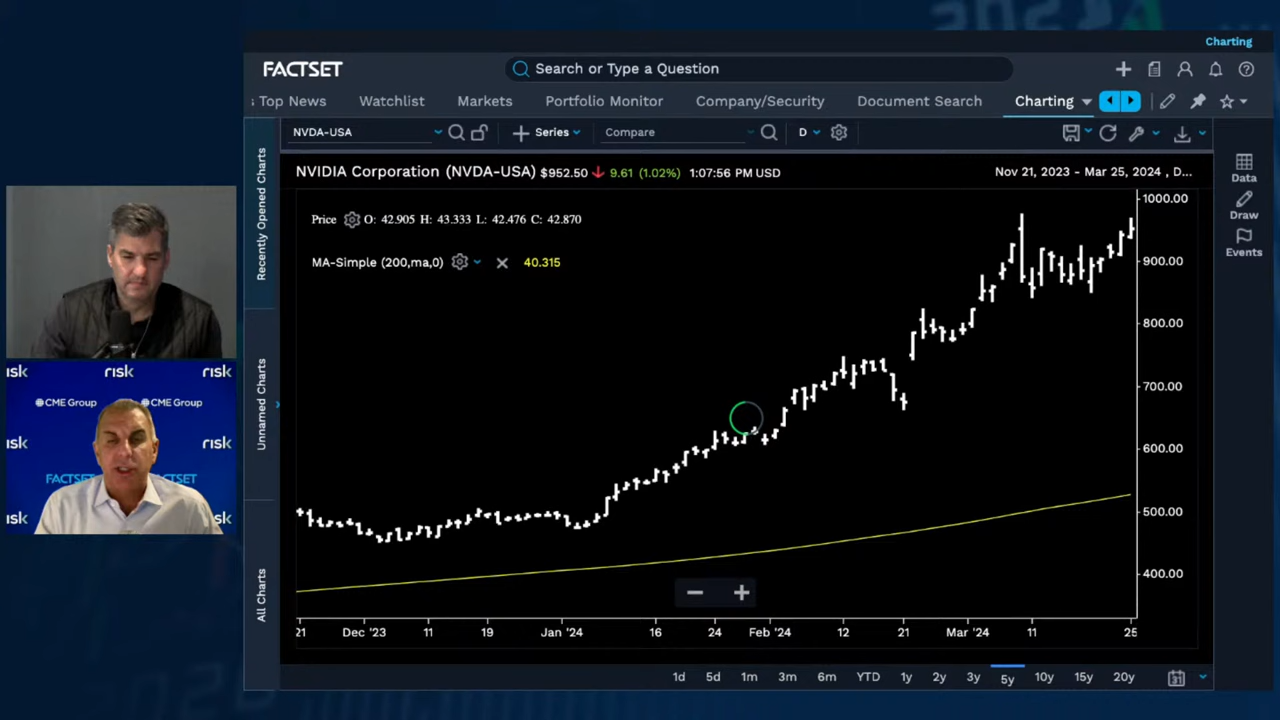 Charting
FACTSET
Search or Type a Question
s Top News Watchlist Markets Portfolio Monitor Company/Security Document Search Charting
NVDA-USA Series Compare D
NVIDIA Corporation (NVDA-USA) $952.50 9.61 (1.02%) 1:07:56 PM USD Nov 21, 2023 - Mar 25, 2024 , D...
Price O: 42.905 H: 43.333 L: 42.476 C: 42.870
MA-Simple (200,ma,0) 40.315
Recently Opened Charts
Unnamed Charts
All Charts
Data
Draw
Events
1000.00
900.00
800.00
700.00
600.00
500.00
400.00
21 Dec '23 11 19 Jan '24 16 24 Feb '24 12 21 Mar '24 11 25
1d 5d 1m 3m 6m YTD 1y 2y 3y 5y 10y 15y 20y
31
isk risk risk
CME Group CME Group
isk risk
FACTSET CTSET
isk sk